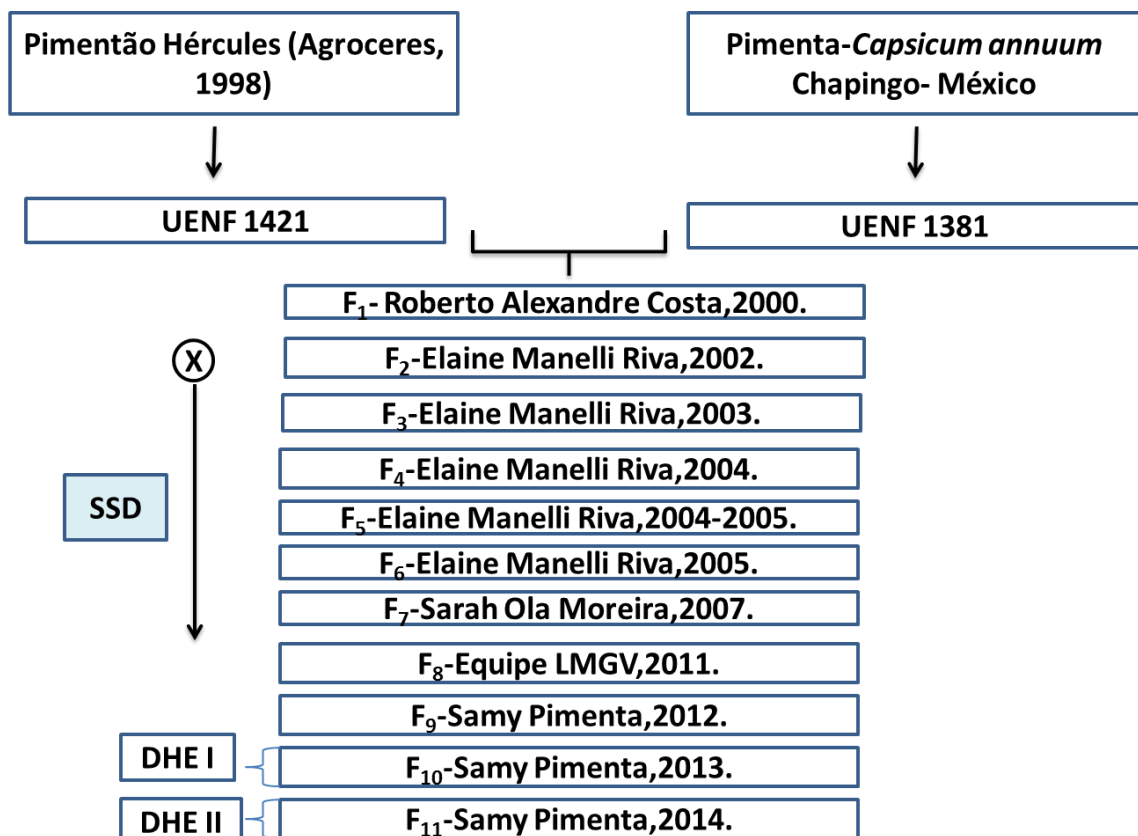 Pimentão Hércules (Agroceres,
1998)
Pimenta-Capsicum annuum
Chapingo- México
UENF 1421
UENF 1381
F₁- Roberto Alexandre Costa,2000.
X
F₂-Elaine Manelli Riva,2002.
F₃-Elaine Manelli Riva,2003.
F₄-Elaine Manelli Riva,2004.
SSD
F₅-Elaine Manelli Riva,2004-2005.
F₆-Elaine Manelli Riva,2005.
F₇-Sarah Ola Moreira,2007.
F₈-Equipe LMGV,2011.
F₉-Samy Pimenta,2012.
DHE I
F₁₀-Samy Pimenta,2013.
DHE II
F₁₁-Samy Pimenta,2014.